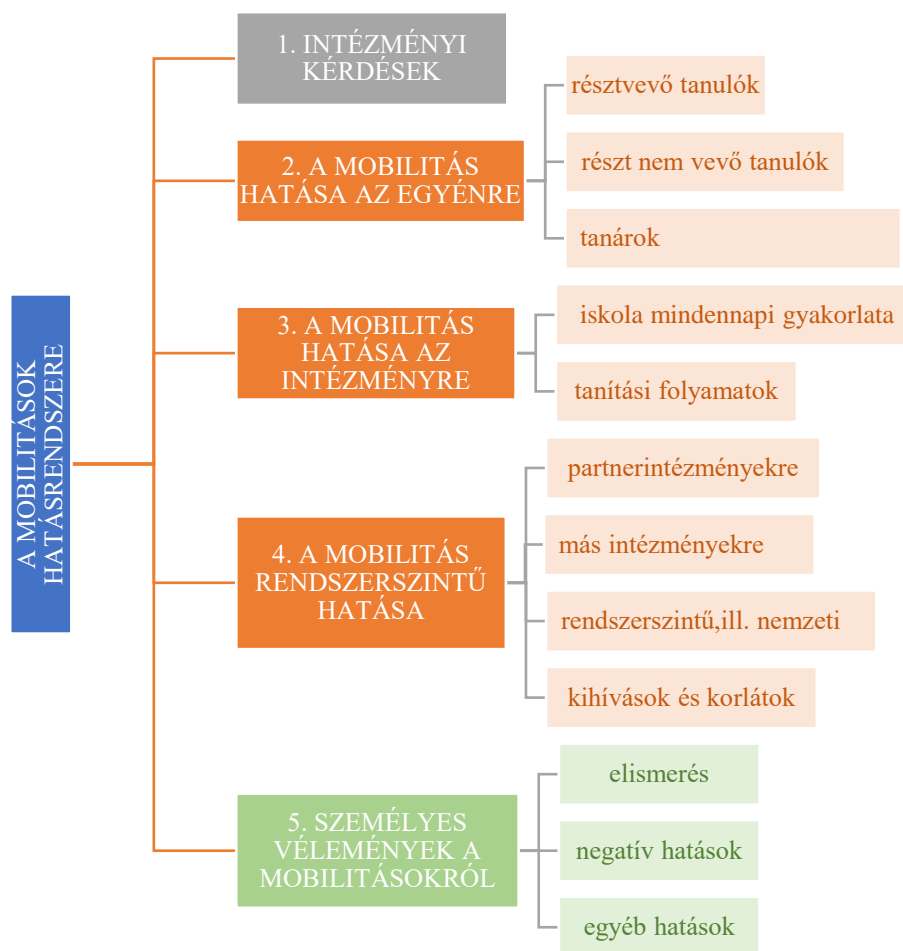 A MOBILITÁSOK
HATÁSRENDSZERE
1. INTÉZMÉNYI
KÉRDÉSEK
2. A MOBILITÁS
HATÁSA AZ EGYÉNRE
résztvevő tanulók
részt nem vevő tanulók
tanárok
3. A MOBILITÁS
HATÁSA AZ
INTÉZMÉNYRE
iskola mindennapi gyakorlata
tanítási folyamatok
4. A MOBILITÁS
RENDSZERSZINTŰ
HATÁSA
partnerintézményekre
más intézményekre
rendszerszintű,ill. nemzeti
kihívások és korlátok
5. SZEMÉLYES
VÉLEMÉNYEK A
MOBILITÁSOKRÓL
elismerés
negatív hatások
egyéb hatások